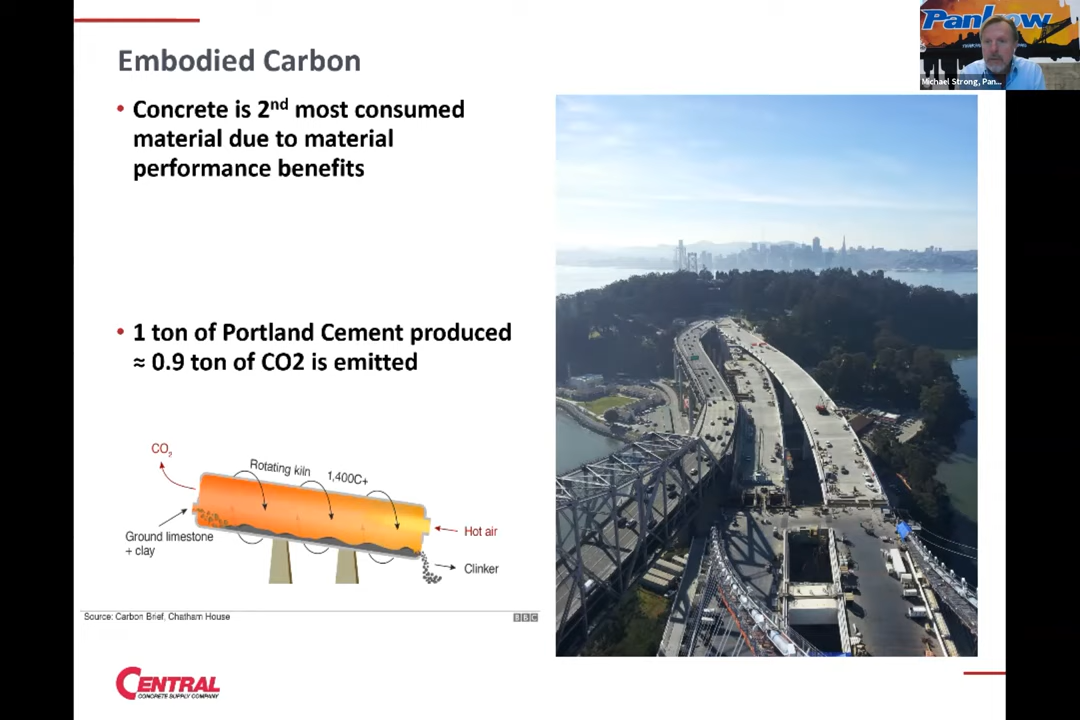 Embodied Carbon
• Concrete is 2nd most consumed
material due to material
performance benefits
• 1 ton of Portland Cement produced
≈ 0.9 ton of CO2 is emitted
CO2
Rotating kiln
1,400C+
Ground limestone
+ clay
Hot air
Clinker
Source: Carbon Brief, Chatham House
BBC
CENTRAL
CONCRETE SUPPLY COMPANY
Pankow
Michael Strong, Pan...